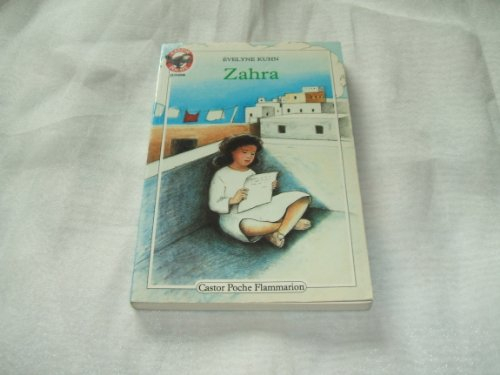 EVELYNE KUHN
Zahra
Castor Poche Flammarion